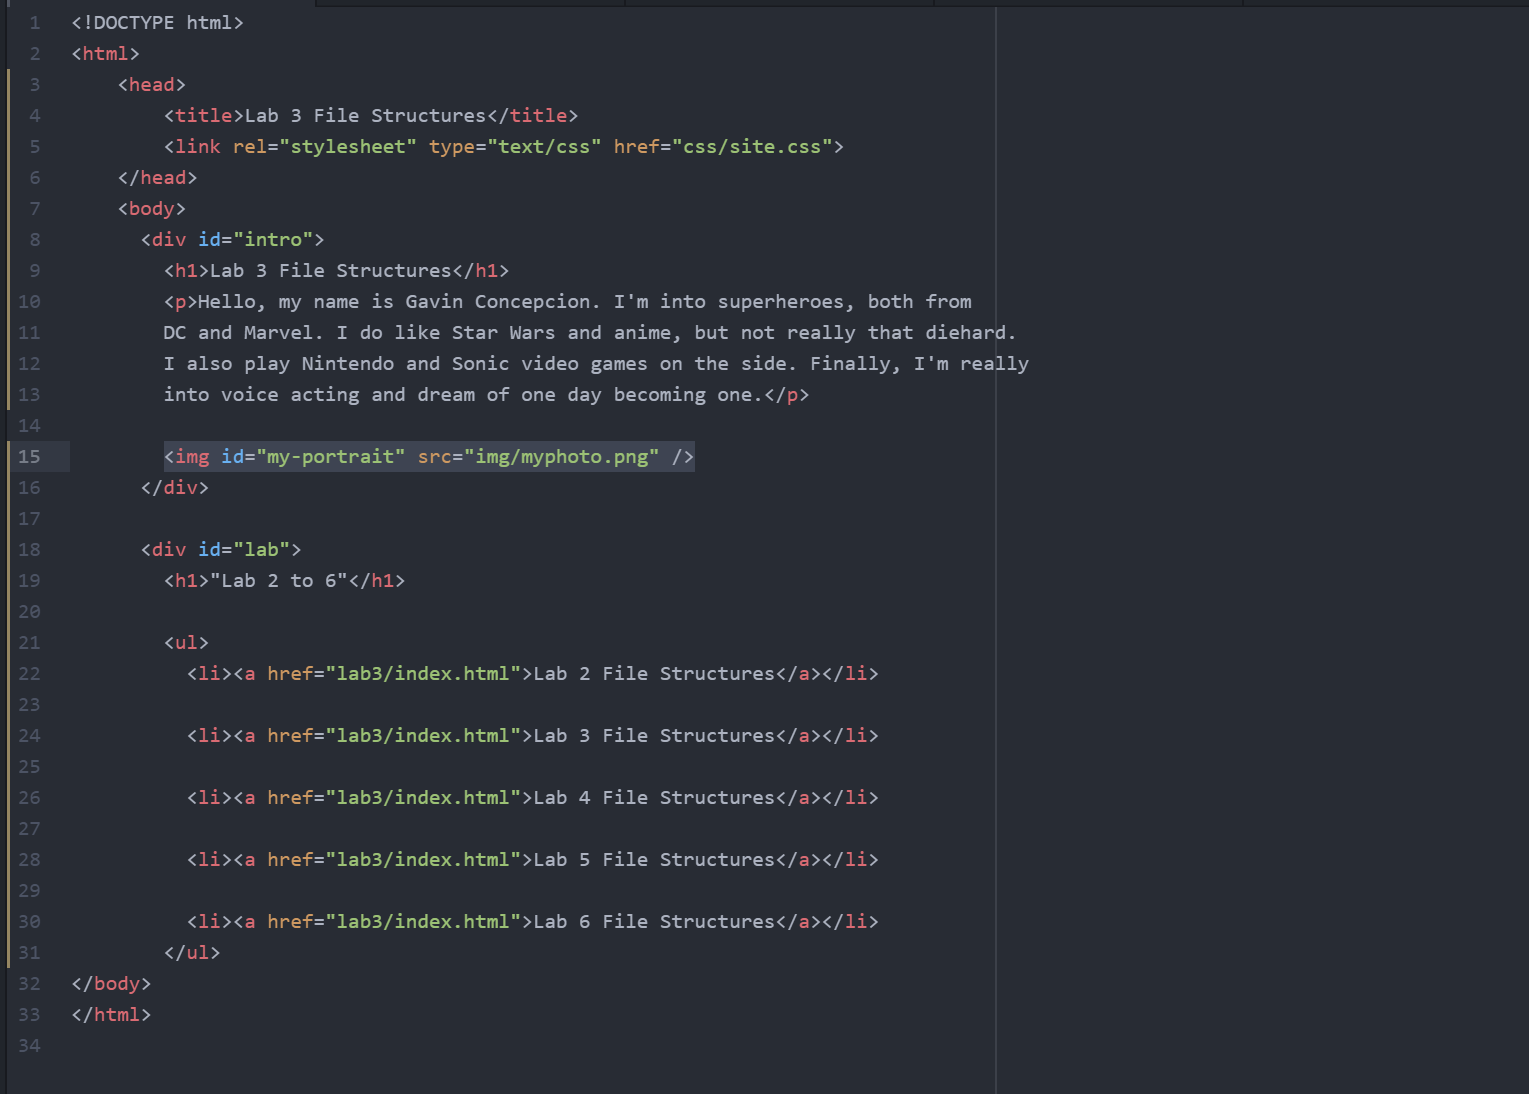 1 <!DOCTYPE html>
2 <html>
3 <head>
4 <title>Lab 3 File Structures</title>
5 <link rel="stylesheet" type="text/css" href="css/site.css">
6 </head>
7 <body>
8 <div id="intro">
9 <h1>Lab 3 File Structures</h1>
10 <p>Hello, my name is Gavin Concepcion. I'm into superheroes, both from
11 DC and Marvel. I do like Star Wars and anime, but not really that diehard.
12 I also play Nintendo and Sonic video games on the side. Finally, I'm really
13 into voice acting and dream of one day becoming one.</p>
14
15 <img id="my-portrait" src="img/myphoto.png" />
16 </div>
17
18 <div id="lab">
19 <h1>"Lab 2 to 6"</h1>
20
21 <ul>
22 <li><a href="lab3/index.html">Lab 2 File Structures</a></li>
23
24 <li><a href="lab3/index.html">Lab 3 File Structures</a></li>
25
26 <li><a href="lab3/index.html">Lab 4 File Structures</a></li>
27
28 <li><a href="lab3/index.html">Lab 5 File Structures</a></li>
29
30 <li><a href="lab3/index.html">Lab 6 File Structures</a></li>
31 </ul>
32 </body>
33 </html>
34